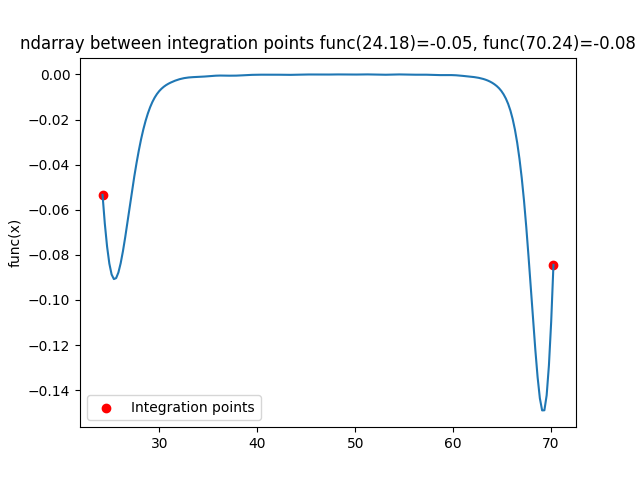 ndarray between integration points func(24.18)=-0.05, func(70.24)=-0.08
0.00
−0.02
−0.04
−0.06
−0.08
−0.10
−0.12
−0.14
func(x)
Integration points
30 40 50 60 70